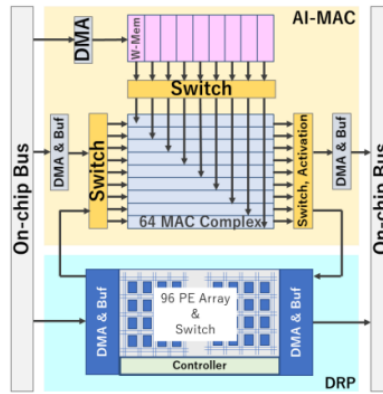 AI-MAC
DMA
W-Mem
Switch
On-chip Bus
DMA & Buf
Switch
64 MAC Complex
Switch, Activation
DMA & Buf
On-chip Bus
DMA & Buf
96 PE Array
&
Switch
DMA & Buf
Controller
DRP